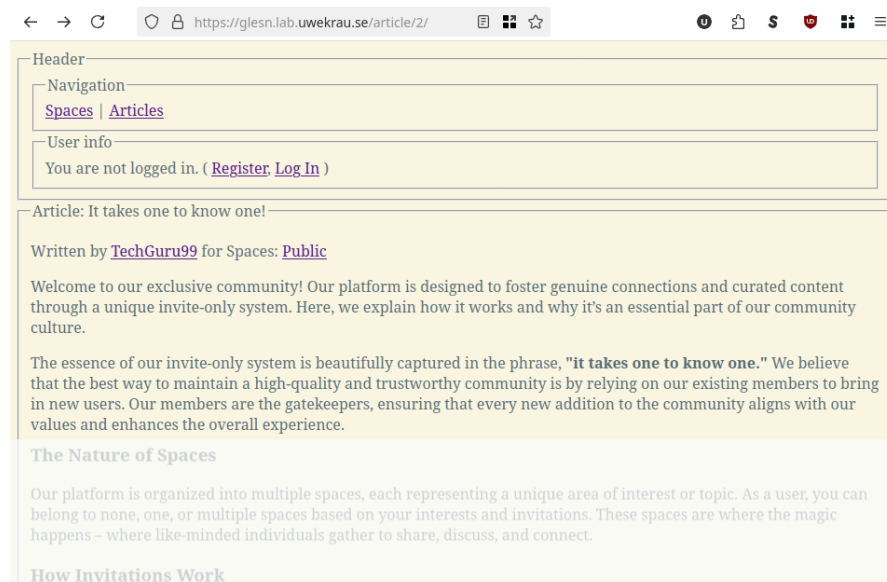 https://glesn.lab.uwekrau.se/article/2/
Header
Navigation
Spaces | Articles
User info
You are not logged in. ( Register, Log In )
Article: It takes one to know one!
Written by TechGuru99 for Spaces: Public
Welcome to our exclusive community! Our platform is designed to foster genuine connections and curated content
through a unique invite-only system. Here, we explain how it works and why it’s an essential part of our community
culture.
The essence of our invite-only system is beautifully captured in the phrase, "it takes one to know one." We believe
that the best way to maintain a high-quality and trustworthy community is by relying on our existing members to bring
in new users. Our members are the gatekeepers, ensuring that every new addition to the community aligns with our
values and enhances the overall experience.
The Nature of Spaces
Our platform is organized into multiple spaces, each representing a unique area of interest or topic. As a user, you can
belong to none, one, or multiple spaces based on your interests and invitations. These spaces are where the magic
happens – where like-minded individuals gather to share, discuss, and connect.
How Invitations Work